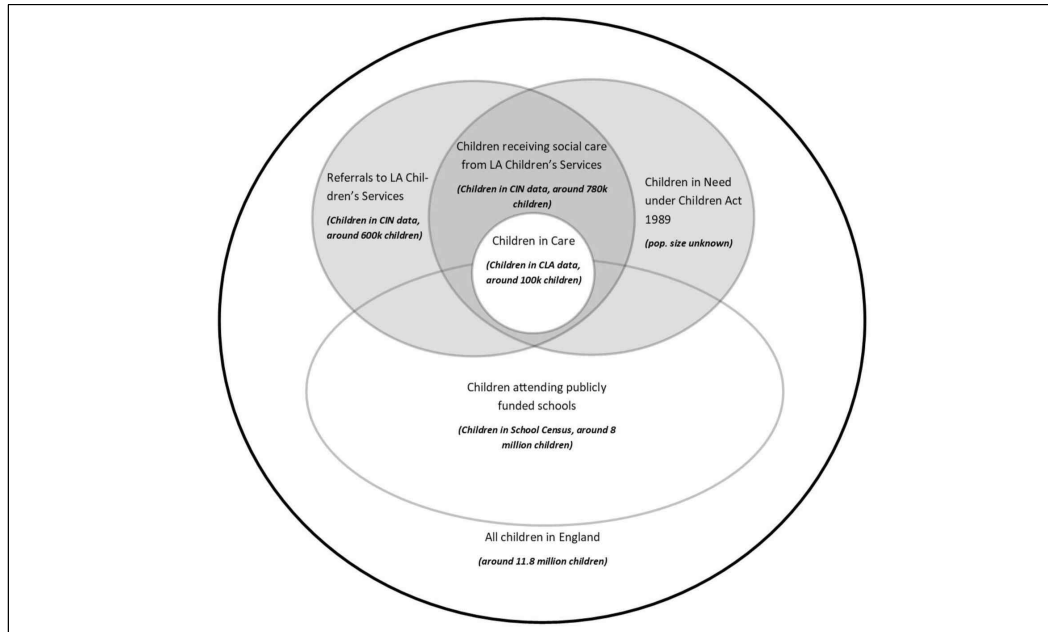 Children receiving social care
from LA Children's Services
(Children in CIN data, around 780k
children)
Referrals to LA Chil-
dren's Services
(Children in CIN data,
around 600k children)
Children in Need
under Children Act
1989
(pop. size unknown)
Children in Care
(Children in CLA data,
around 100k children)
Children attending publicly
funded schools
(Children in School Census, around 8
million children)
All children in England
(around 11.8 million children)